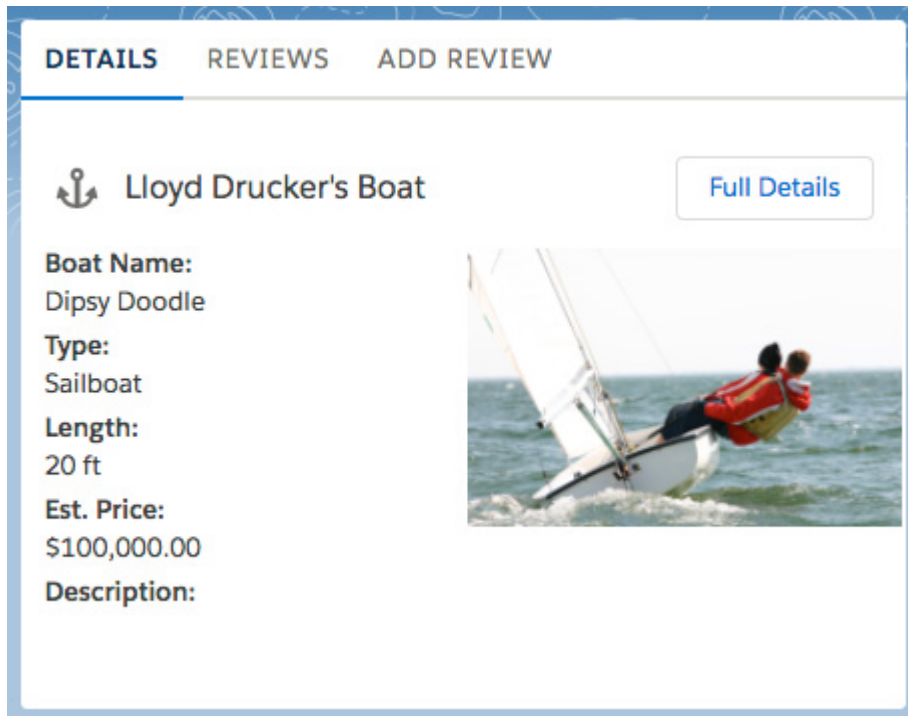 DETAILS REVIEWS ADD REVIEW
Lloyd Drucker's Boat Full Details
Boat Name:
Dipsy Doodle
Type:
Sailboat
Length:
20 ft
Est. Price:
$100,000.00
Description: